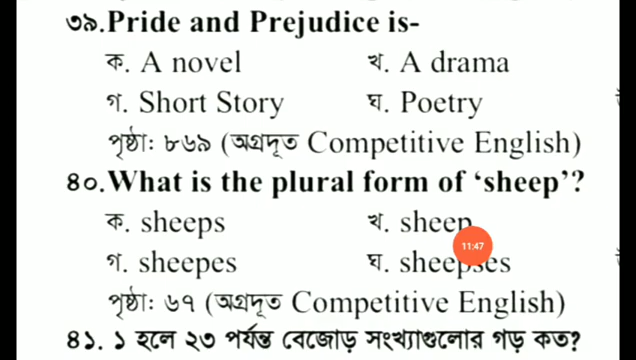 ৩৯.Pride and Prejudice is-
ক. A novel খ. A drama
গ. Short Story ঘ. Poetry
পৃষ্ঠা: ৮৬৯ (অগ্রদূত Competitive English)
৪০.What is the plural form of ‘sheep’?
ক. sheeps খ. sheep
11:47
গ. sheepes ঘ. sheepses
পৃষ্ঠা: ৬৭ (অগ্রদূত Competitive English)
৪১. ১ হলে ২৩ পর্যন্ত বেজোড় সংখ্যাগুলোর গড় কত?